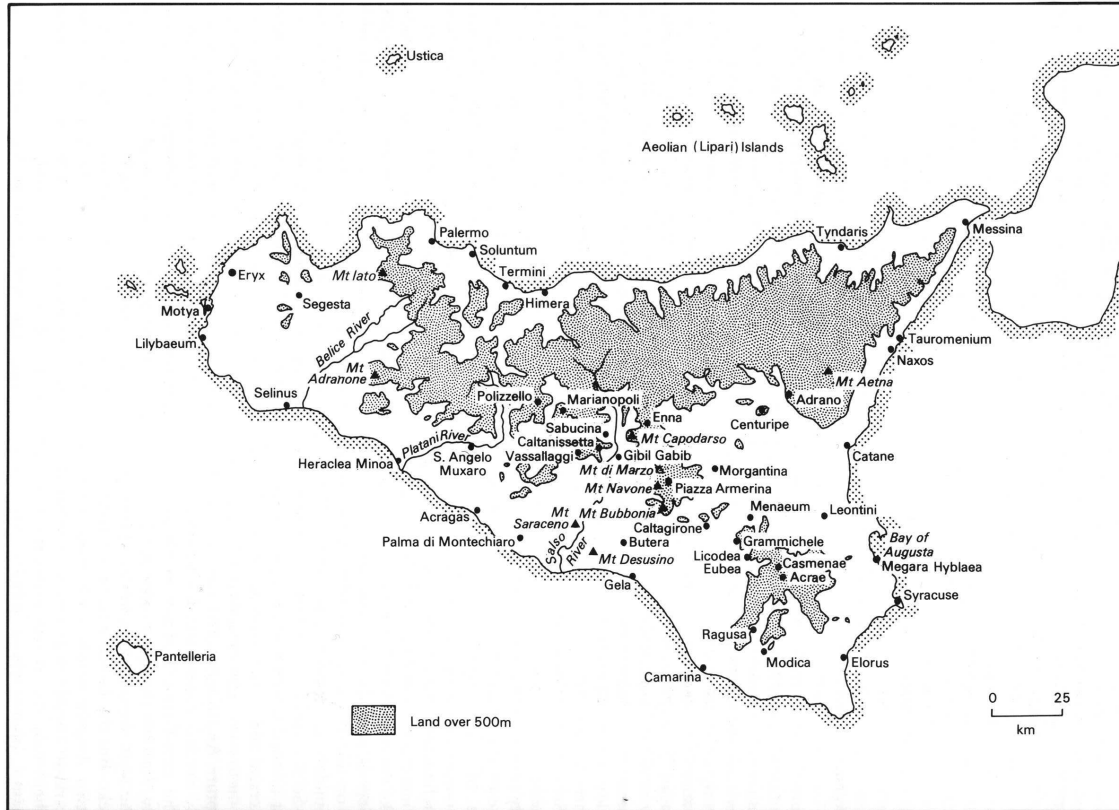 Ustica
Aeolian (Lipari) Islands
Messina
Palermo
Tyndaris
Soluntum
Eryx
Mt Iato
Termini
Segesta
Himera
Motya
Belice River
Lilybaeum
Tauromenium
Naxos
Mt
Adranone
Mt Aetna
Selinus
Polizzello
Marianopoli
Adrano
Enna
Centuripe
Sabucina
Mt Capodarso
Platani River
Caltanissetta
Catane
S. Angelo
Muxaro
Vassallaggi
Gibil Gabib
Heraclea Minoa
Mt di Marzo
Morgantina
Mt Navone
Piazza Armerina
Acragas
Mt
Saraceno
Mt Bubbonia
Menaeum
Leontini
Caltagirone
Bay of
Augusta
Palma di Montechiaro
Salso
River
Butera
Grammichele
Mt Desusino
Licodea
Eubea
Casmenae
Megara Hyblaea
Acrae
Gela
Syracuse
Ragusa
Pantelleria
Modica
Elorus
Camarina
Land over 500m
0 25
km